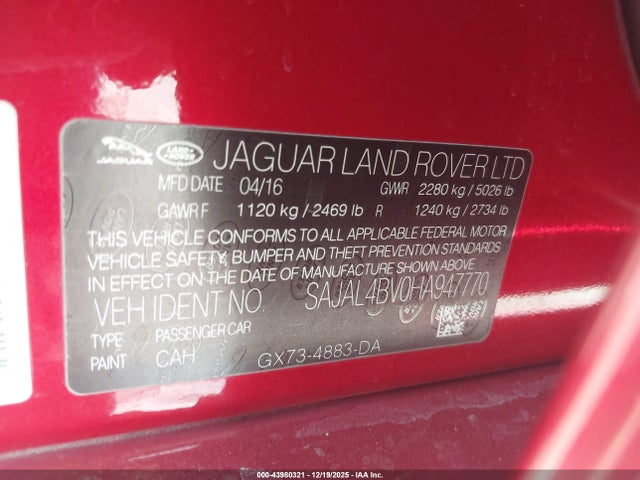 JAGUAR LAND ROVER JAGUAR LAND ROVER LTD
MFD DATE 04/16 GWR 2280 kg / 5026 lb
GAWR F 1120 kg / 2469 lb R 1240 kg / 2734 lb
THIS VEHICLE CONFORMS TO ALL APPLICABLE FEDERAL MOTOR
VEHICLE SAFETY, BUMPER AND THEFT PREVENTION STANDARDS
IN EFFECT ON THE DATE OF MANUFACTURE SHOWN ABOVE
VEH IDENT NO. SAJAL4BV0HA947770
TYPE PASSENGER CAR
PAINT CAH GX73-4883-DA
000-43980321 | 12/19/2025 | IAA Inc.